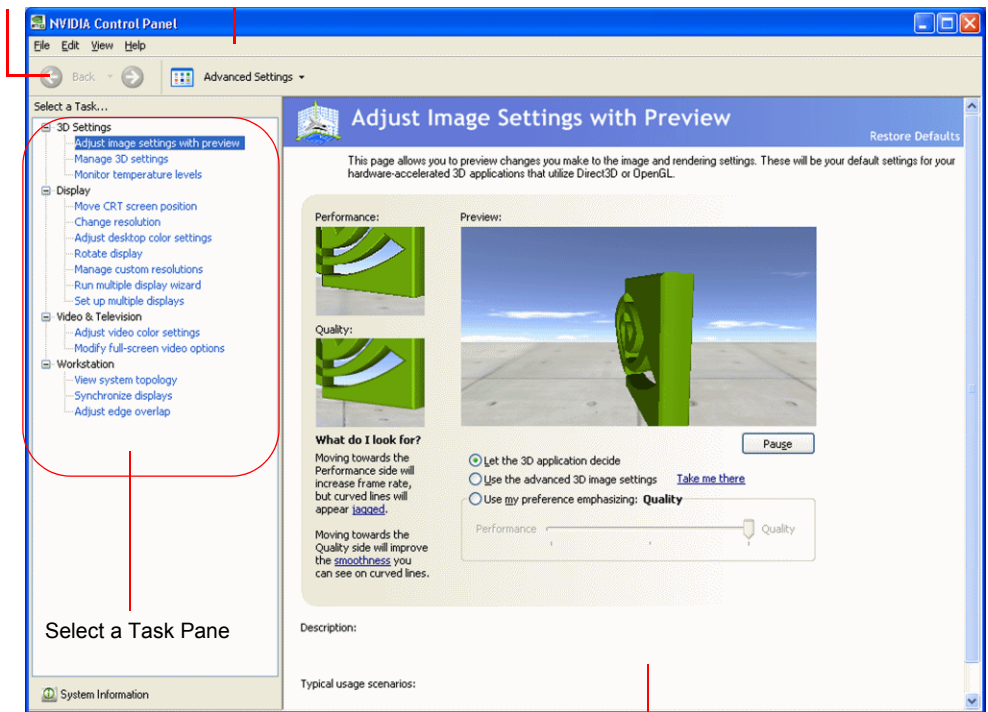 NVIDIA Control Panel
File Edit View Help
Back
Advanced Settings
Select a Task...
3D Settings
Adjust image settings with preview
Manage 3D settings
Monitor temperature levels
Display
Move CRT screen position
Change resolution
Adjust desktop color settings
Rotate display
Manage custom resolutions
Run multiple display wizard
Set up multiple displays
Video & Television
Adjust video color settings
Modify full-screen video options
Workstation
View system topology
Synchronize displays
Adjust edge overlap
Select a Task Pane
System Information
Adjust Image Settings with Preview
Restore Defaults
This page allows you to preview changes you make to the image and rendering settings. These will be your default settings for your
hardware-accelerated 3D applications that utilize Direct3D or OpenGL.
Performance:
Quality:
What do I look for?
Moving towards the
Performance side will
increase frame rate,
but curved lines will
appear jagged.
Moving towards the
Quality side will improve
the smoothness you
can see on curved lines.
Preview:
Pause
Let the 3D application decide
Use the advanced 3D image settings Take me there
Use my preference emphasizing: Quality
Performance Quality
Description:
Typical usage scenarios: